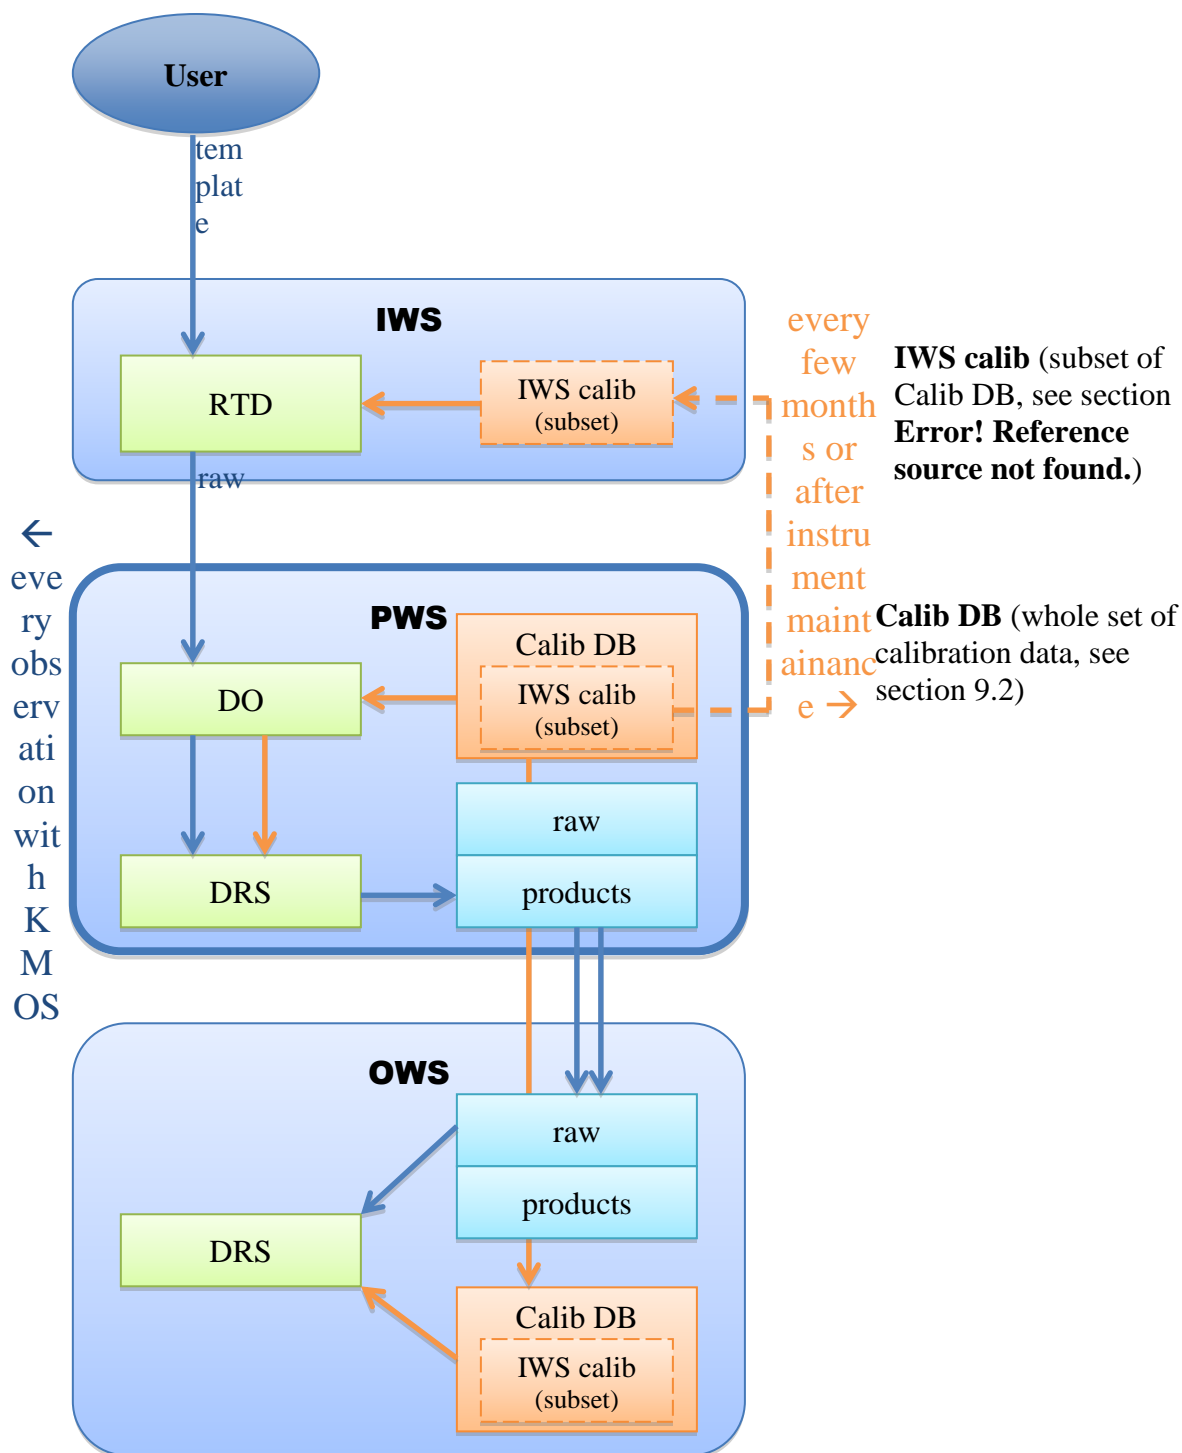 User
tem
plat
e
IWS
RTD
IWS calib
(subset)
raw
every
few
month
s or
after
instru
ment
maint
ainanc
e →
IWS calib (subset of
Calib DB, see section
Error! Reference
source not found.)
←
eve
ry
obs
erv
ati
on
wit
h
K
M
OS
PWS
Calib DB
IWS calib
(subset)
DO
raw
DRS
products
Calib DB (whole set of
calibration data, see
section 9.2)
OWS
raw
products
DRS
Calib DB
IWS calib
(subset)